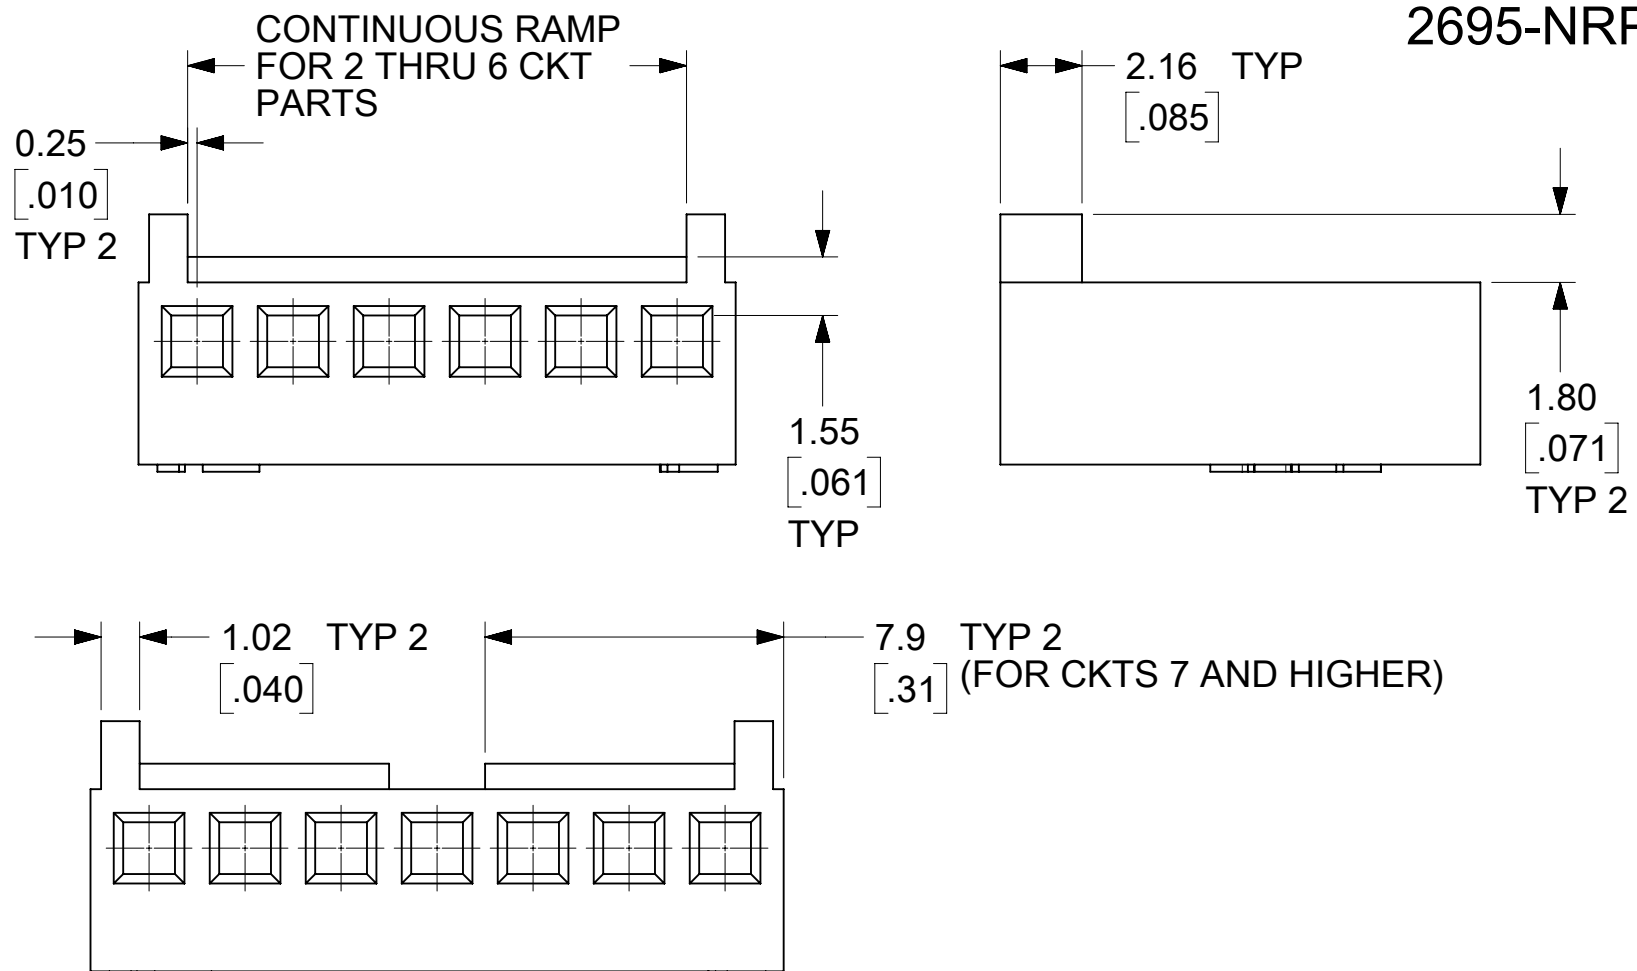 2695-NRP
CONTINUOUS RAMP
FOR 2 THRU 6 CKT
PARTS
2.16 TYP
[.085]
0.25
[.010]
TYP 2
1.55
[.061]
TYP
1.80
[.071]
TYP 2
1.02 TYP 2
[.040]
7.9 TYP 2
[.31] (FOR CKTS 7 AND HIGHER)